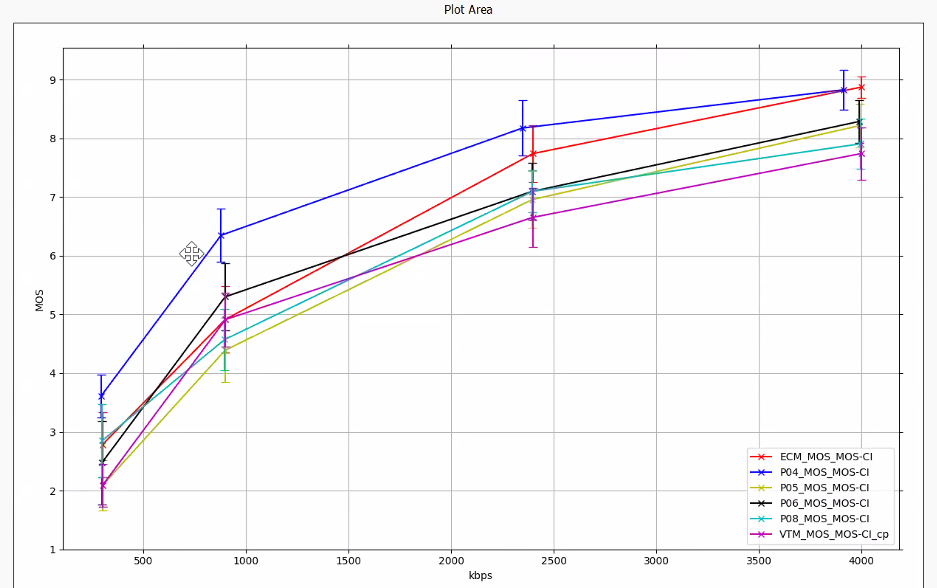 Plot Area
9
8
7
6
5
4
3
2
1
MOS
500
1000
1500
2000
2500
3000
3500
4000
kbps
ECM_MOS_MOS-CI
P04_MOS_MOS-CI
P05_MOS_MOS-CI
P06_MOS_MOS-CI
P08_MOS_MOS-CI
VTM_MOS_MOS-CI_cp